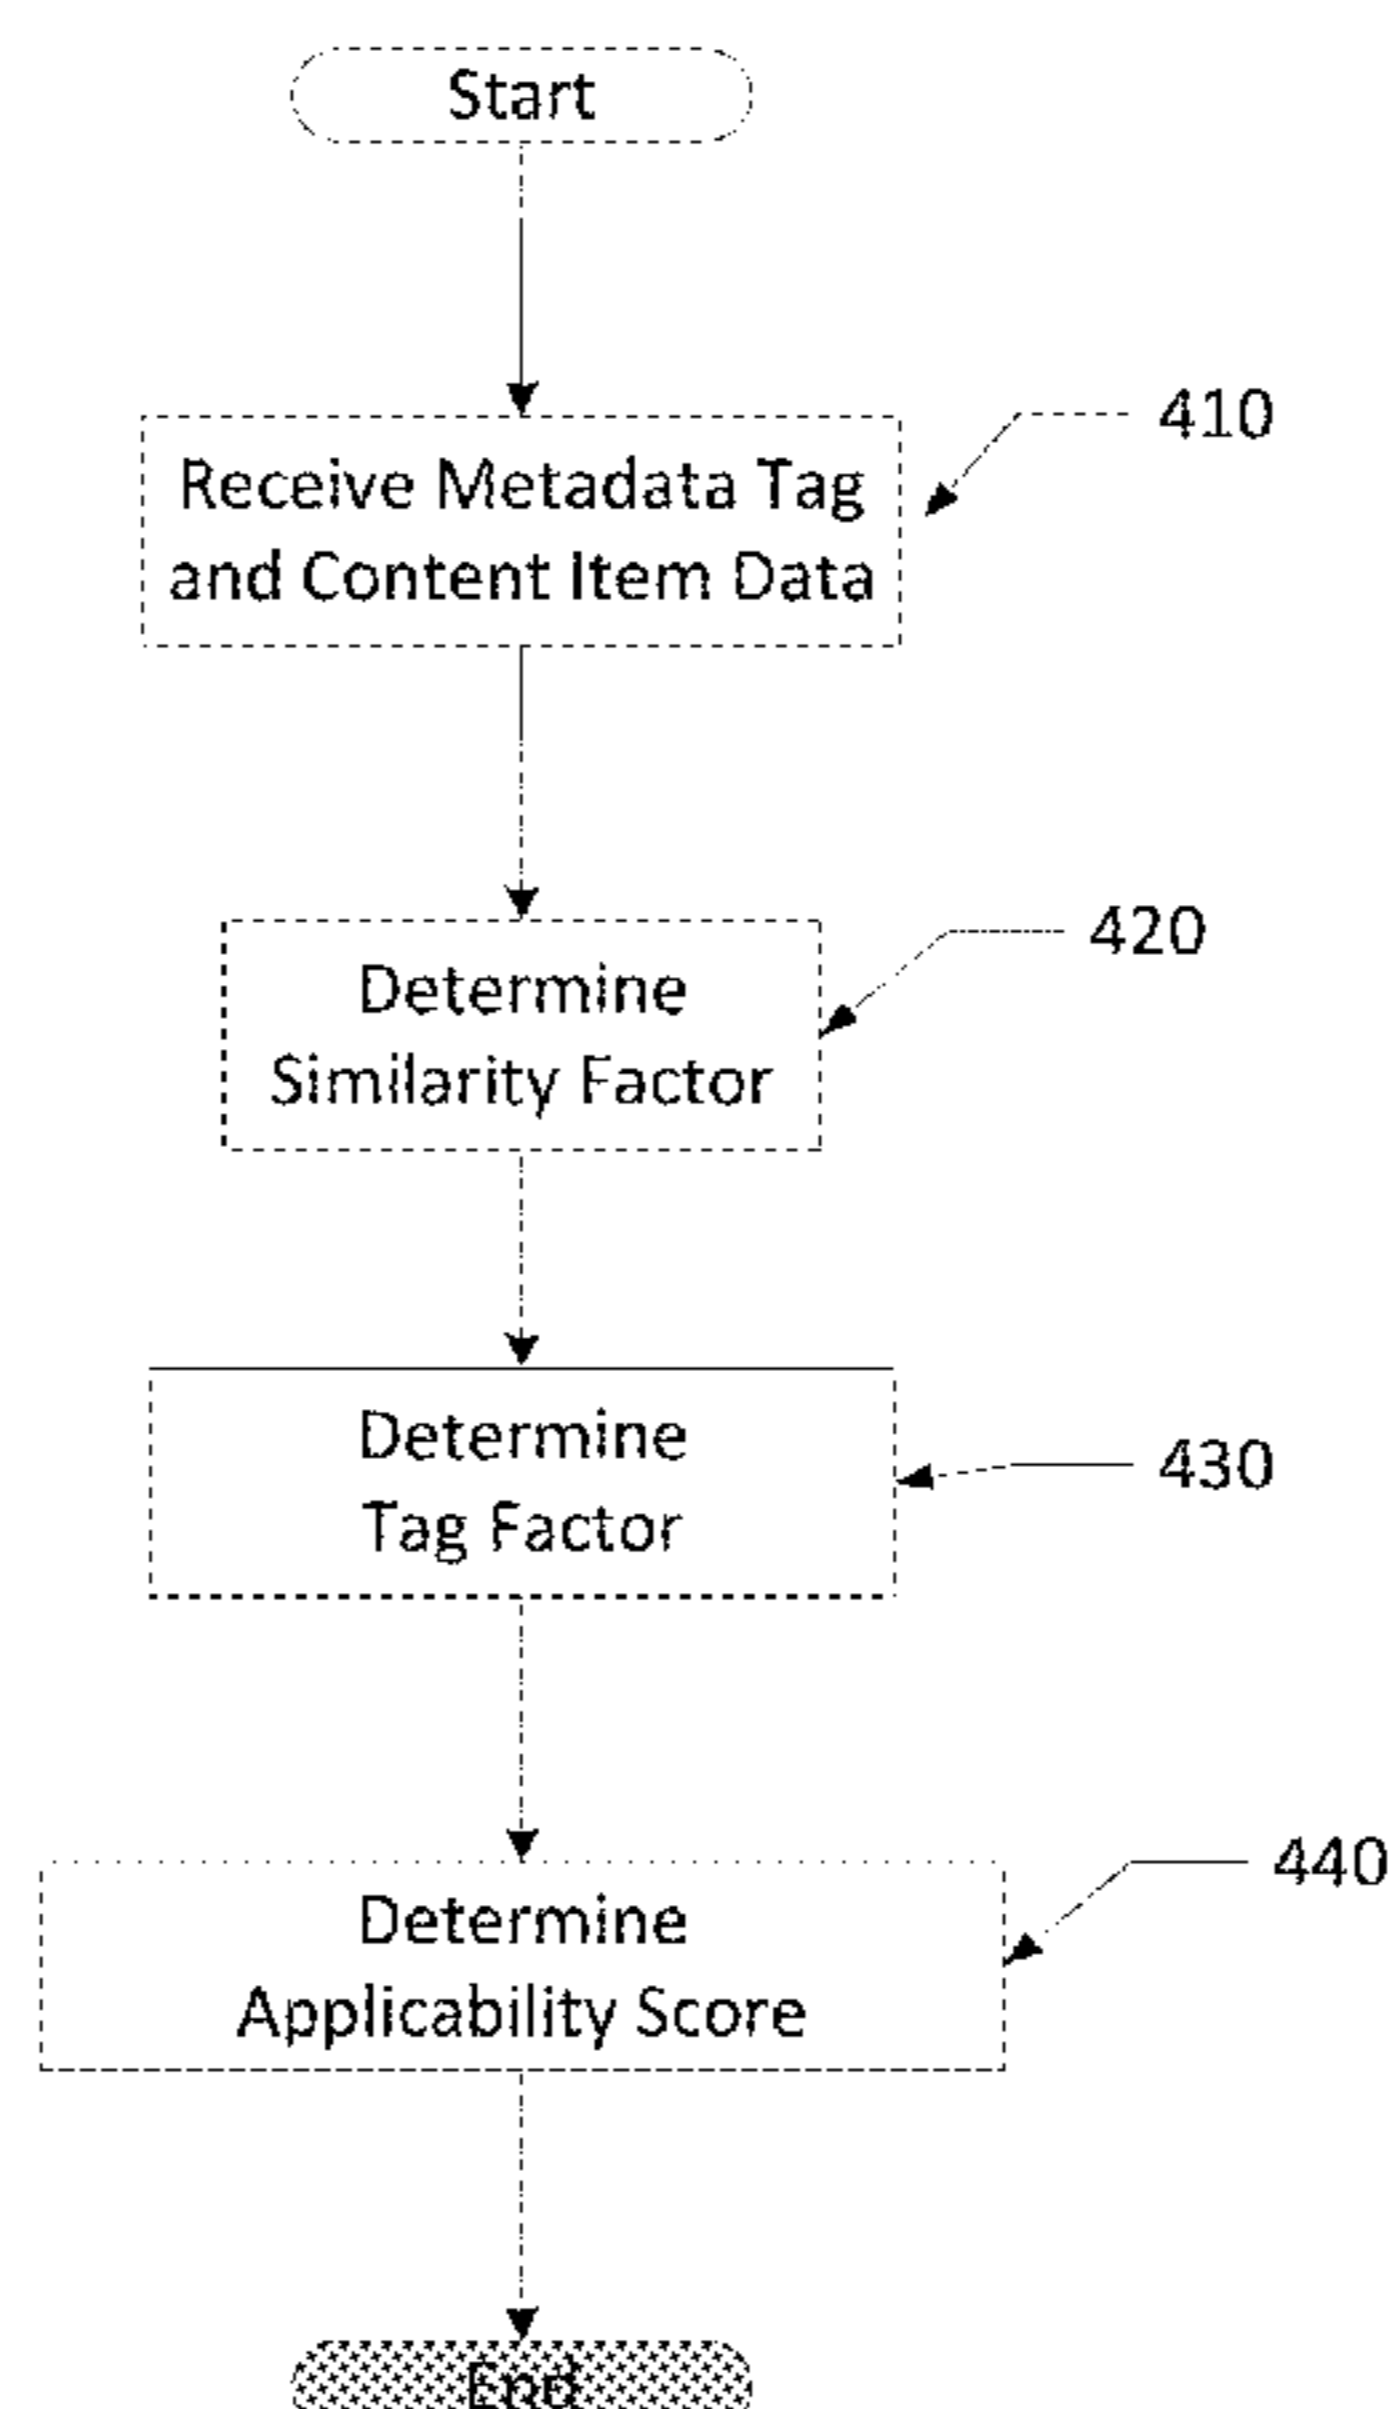 Start
410
Receive Metadata Tag
and Content Item Data
420
Determine
Similarity Factor
Determine
430
Tag Factor
440
Determine
Applicability Score
End